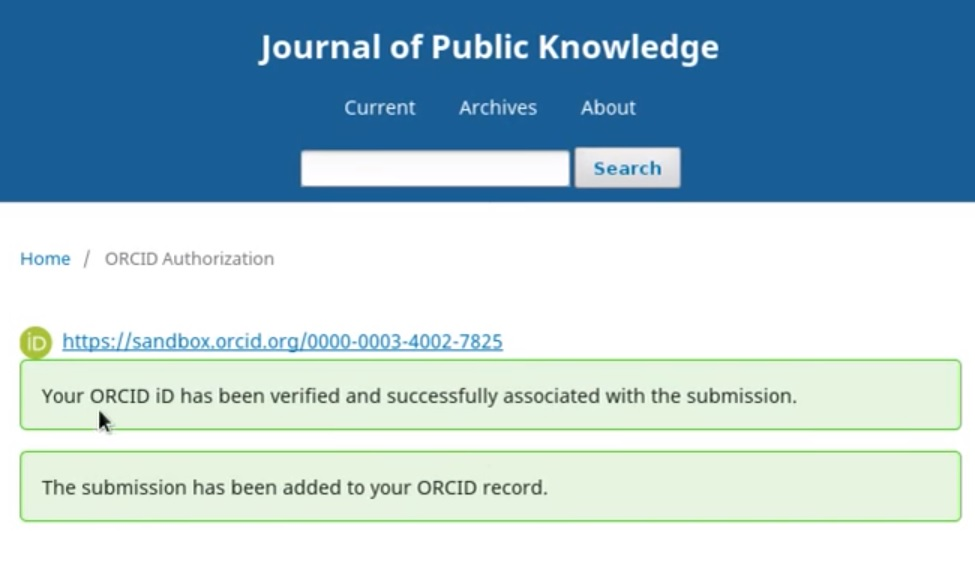 Journal of Public Knowledge
Current Archives About
Search
Home / ORCID Authorization
iD https://sandbox.orcid.org/0000-0003-4002-7825
Your ORCID iD has been verified and successfully associated with the submission.
The submission has been added to your ORCID record.